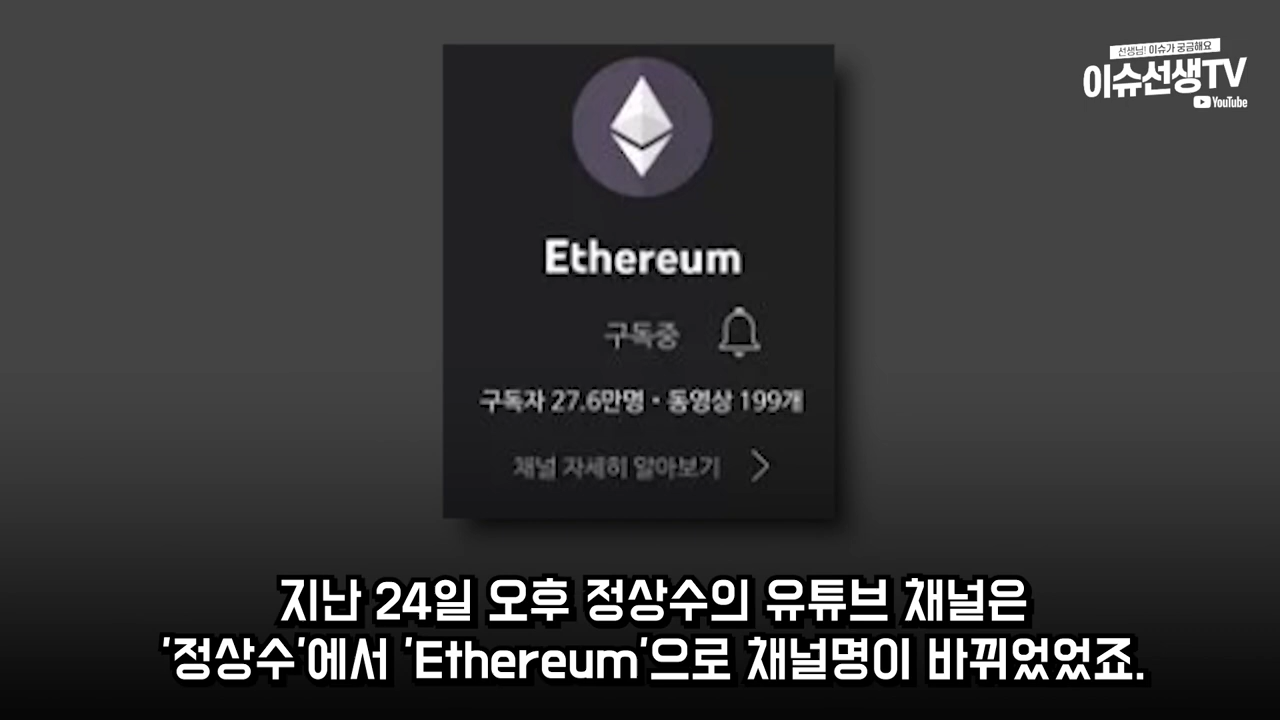 선생님! 이슈가 궁금해요
이슈선생TV
YouTube
Ethereum
구독중
구독자 27.6만명 • 동영상 199개
채널 자세히 알아보기
지난 24일 오후 정상수의 유튜브 채널은
'정상수'에서 'Ethereum'으로 채널명이 바뀌었었죠.